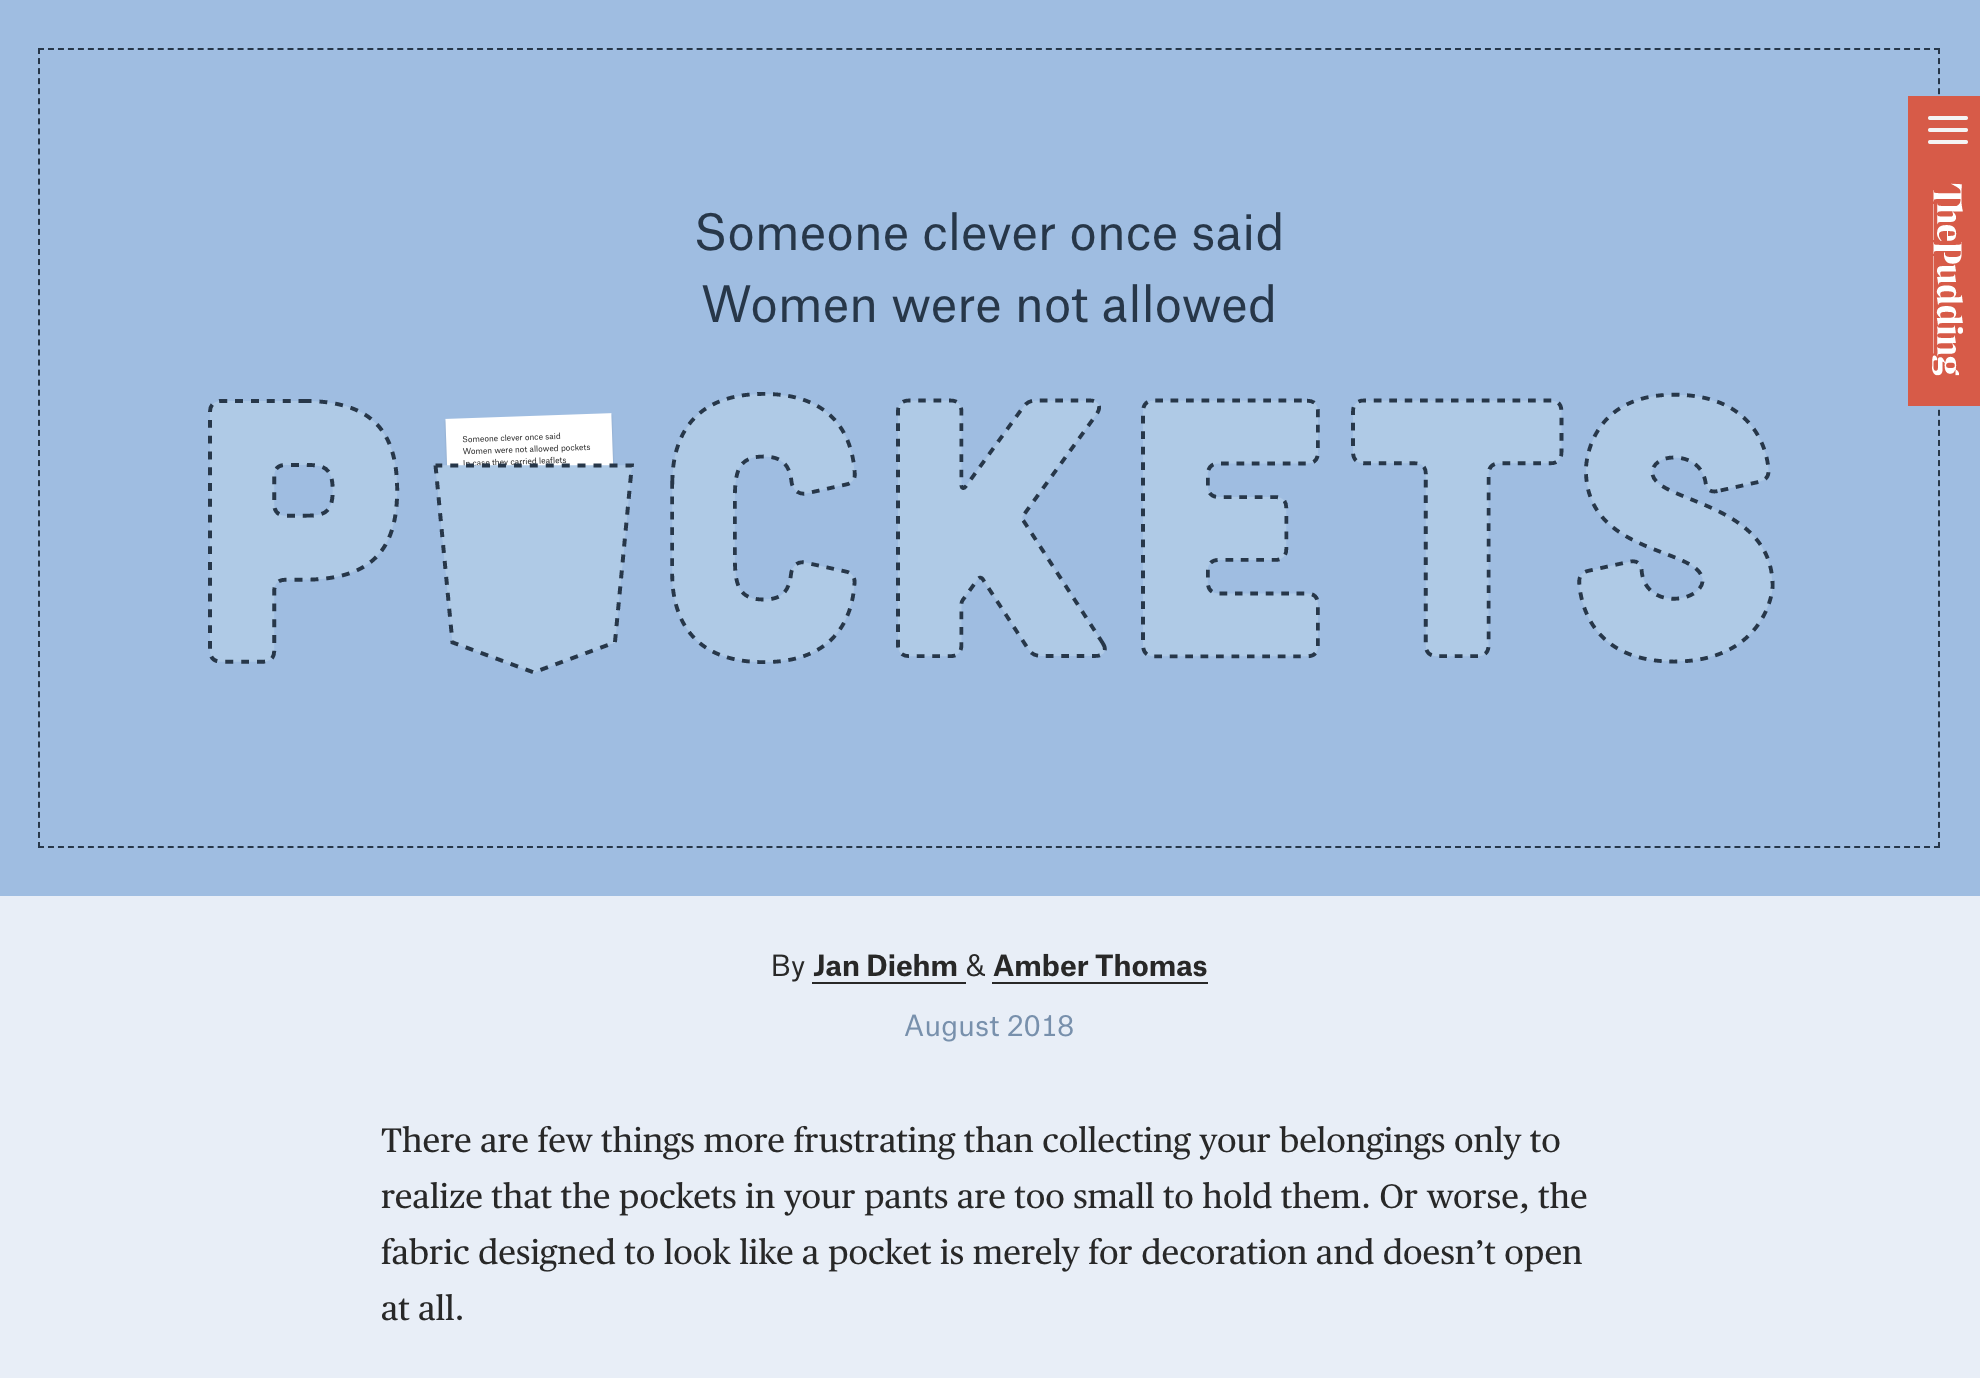 Someone clever once said
Women were not allowed
POCKETS
Someone clever once said
Women were not allowed pockets
In case they carried leaflets
ThePudding
By Jan Diehm & Amber Thomas
August 2018
There are few things more frustrating than collecting your belongings only to
realize that the pockets in your pants are too small to hold them. Or worse, the
fabric designed to look like a pocket is merely for decoration and doesn’t open
at all.